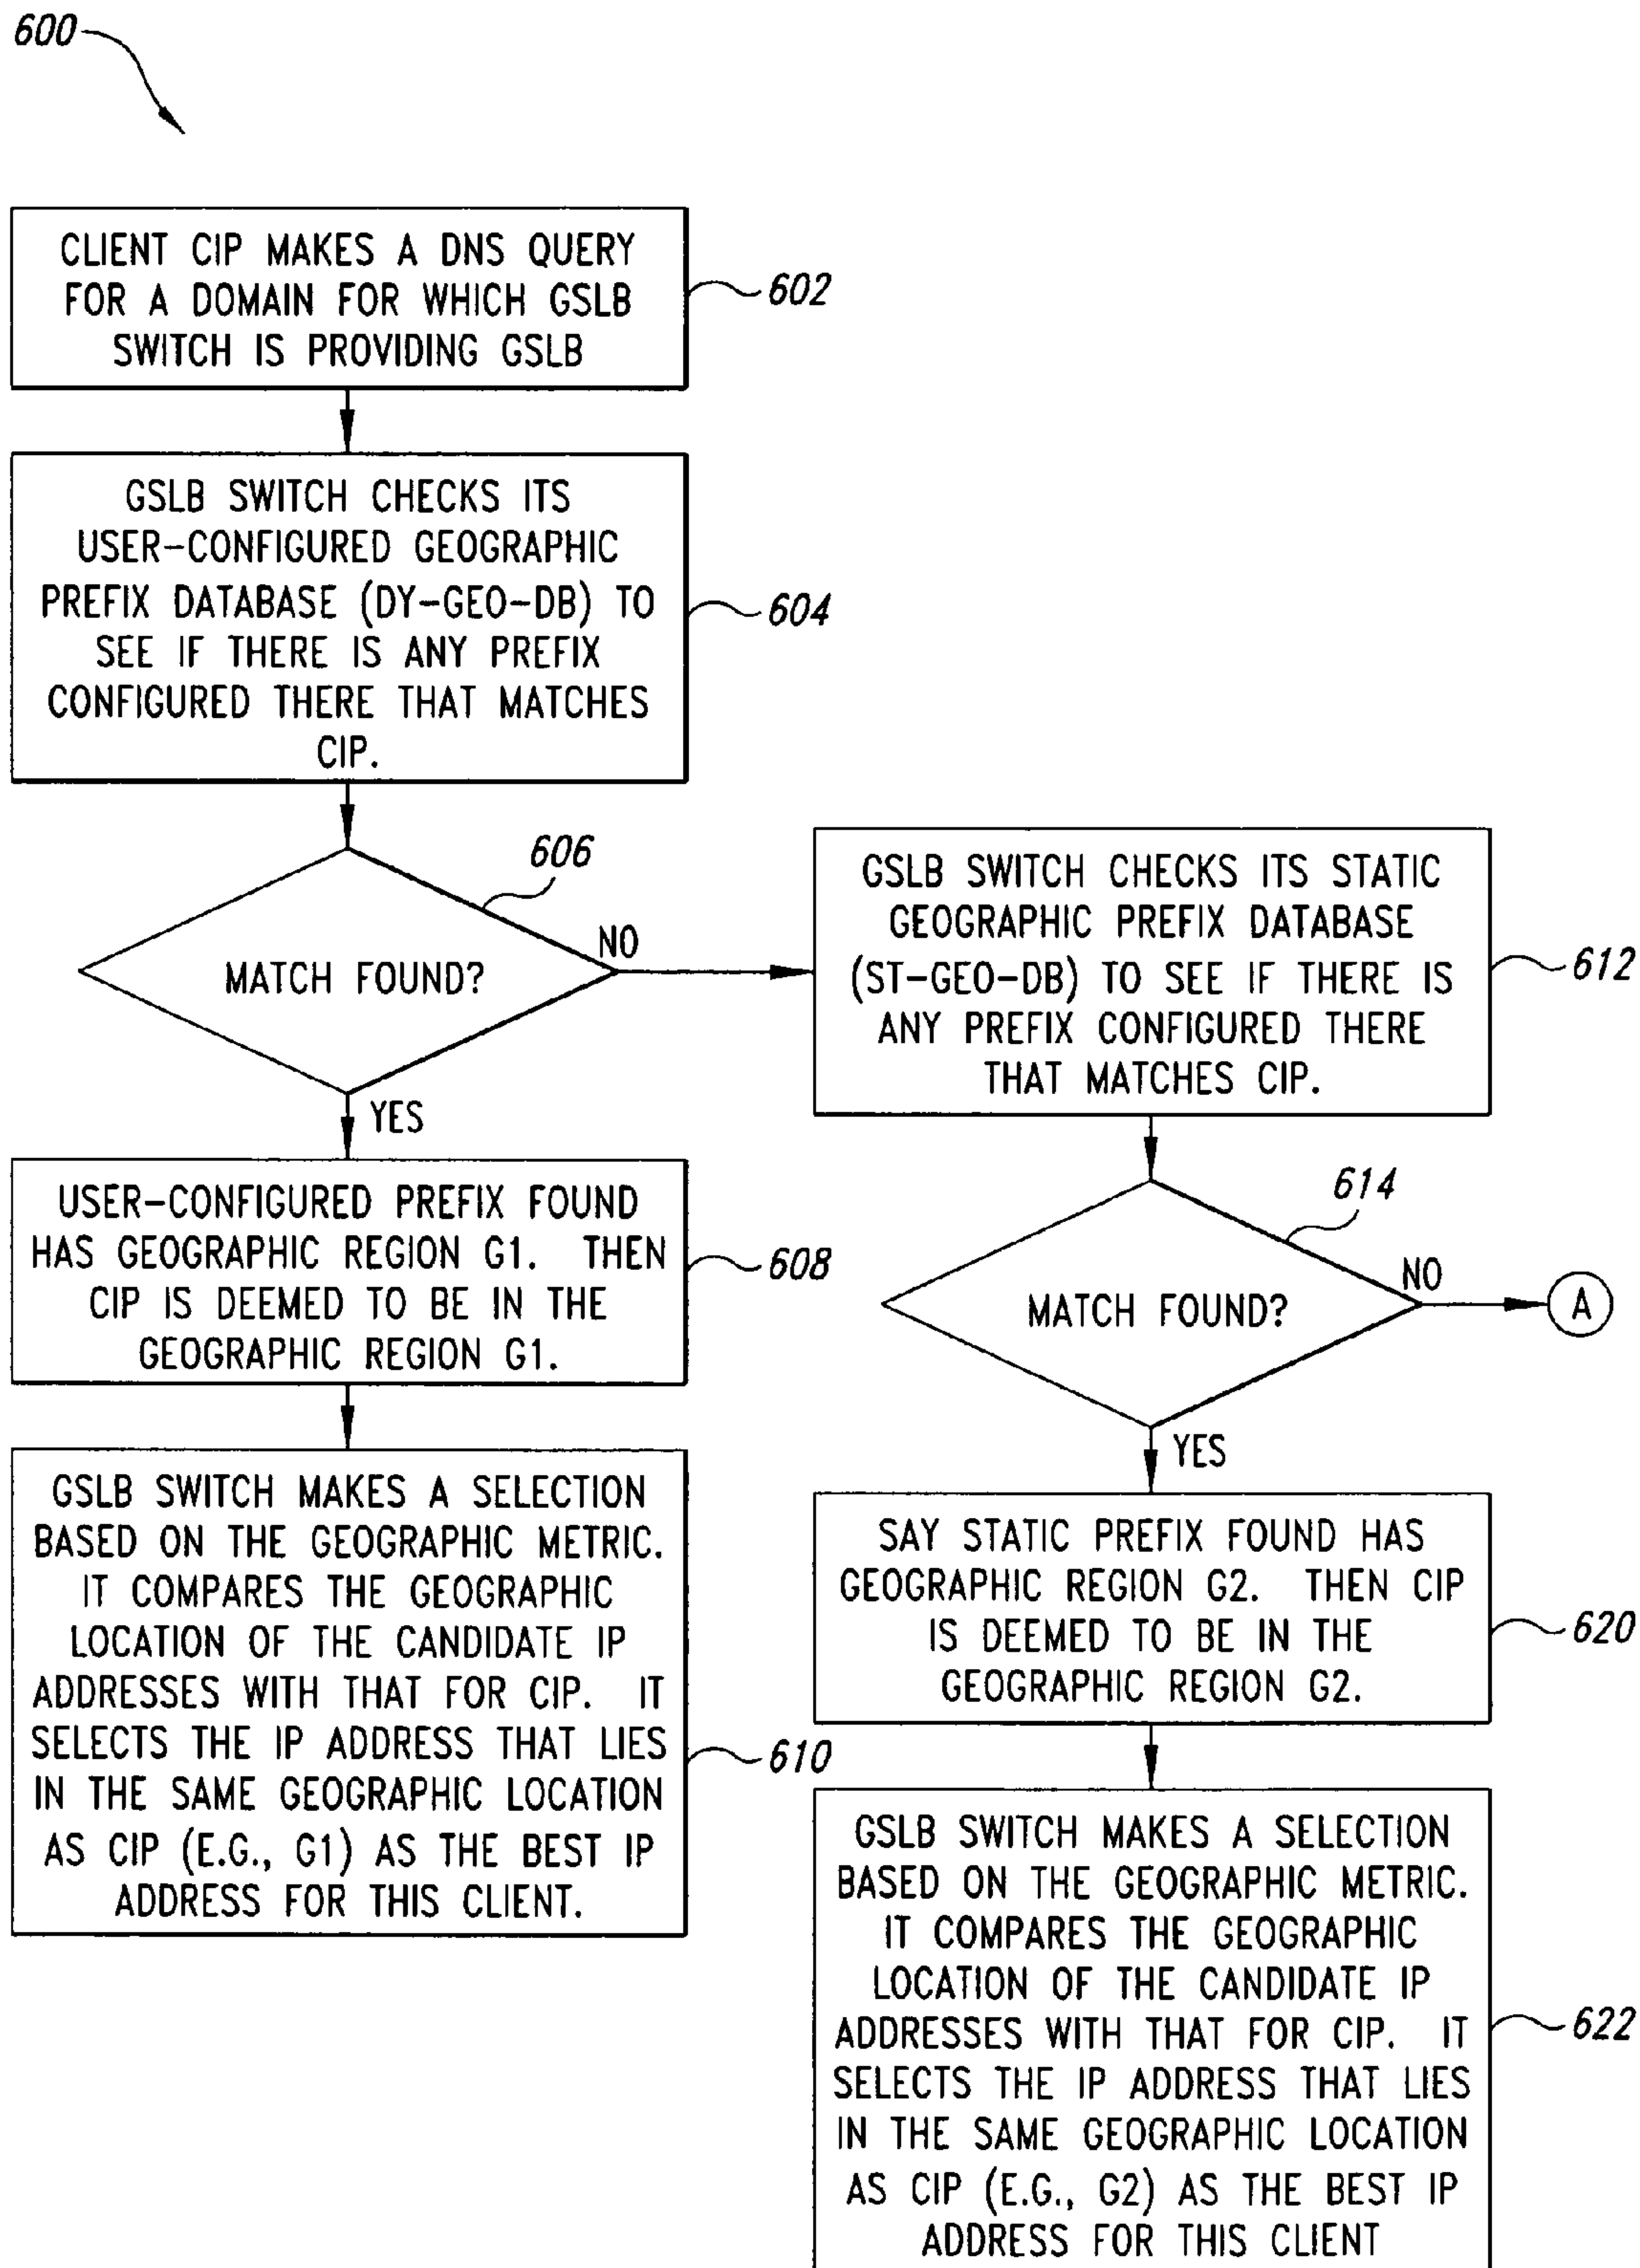 600
CLIENT CIP MAKES A DNS QUERY
FOR A DOMAIN FOR WHICH GSLB
SWITCH IS PROVIDING GSLB
602
GSLB SWITCH CHECKS ITS
USER-CONFIGURED GEOGRAPHIC
PREFIX DATABASE (DY-GEO-DB) TO
SEE IF THERE IS ANY PREFIX
CONFIGURED THERE THAT MATCHES
CIP.
604
606
MATCH FOUND?
NO
YES
USER-CONFIGURED PREFIX FOUND
HAS GEOGRAPHIC REGION G1. THEN
CIP IS DEEMED TO BE IN THE
GEOGRAPHIC REGION G1.
608
GSLB SWITCH MAKES A SELECTION
BASED ON THE GEOGRAPHIC METRIC.
IT COMPARES THE GEOGRAPHIC
LOCATION OF THE CANDIDATE IP
ADDRESSES WITH THAT FOR CIP. IT
SELECTS THE IP ADDRESS THAT LIES
IN THE SAME GEOGRAPHIC LOCATION
AS CIP (E.G., G1) AS THE BEST IP
ADDRESS FOR THIS CLIENT.
610
GSLB SWITCH CHECKS ITS STATIC
GEOGRAPHIC PREFIX DATABASE
(ST-GEO-DB) TO SEE IF THERE IS
ANY PREFIX CONFIGURED THERE
THAT MATCHES CIP.
612
614
MATCH FOUND?
NO
A
YES
SAY STATIC PREFIX FOUND HAS
GEOGRAPHIC REGION G2. THEN CIP
IS DEEMED TO BE IN THE
GEOGRAPHIC REGION G2.
620
GSLB SWITCH MAKES A SELECTION
BASED ON THE GEOGRAPHIC METRIC.
IT COMPARES THE GEOGRAPHIC
LOCATION OF THE CANDIDATE IP
ADDRESSES WITH THAT FOR CIP. IT
SELECTS THE IP ADDRESS THAT LIES
IN THE SAME GEOGRAPHIC LOCATION
AS CIP (E.G., G2) AS THE BEST IP
ADDRESS FOR THIS CLIENT
622